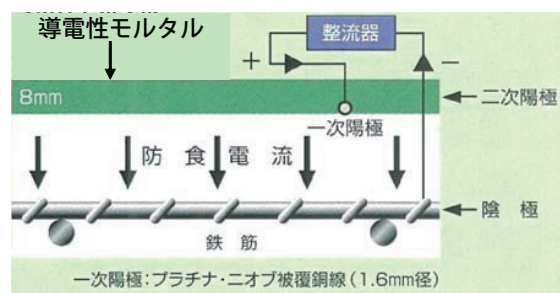 導電性モルタル
整流器
+
−
8mm
二次陽極
一次陽極
防食電流
陰極
鉄筋
一次陽極:プラチナ・ニオブ被覆銅線(1.6mm径)